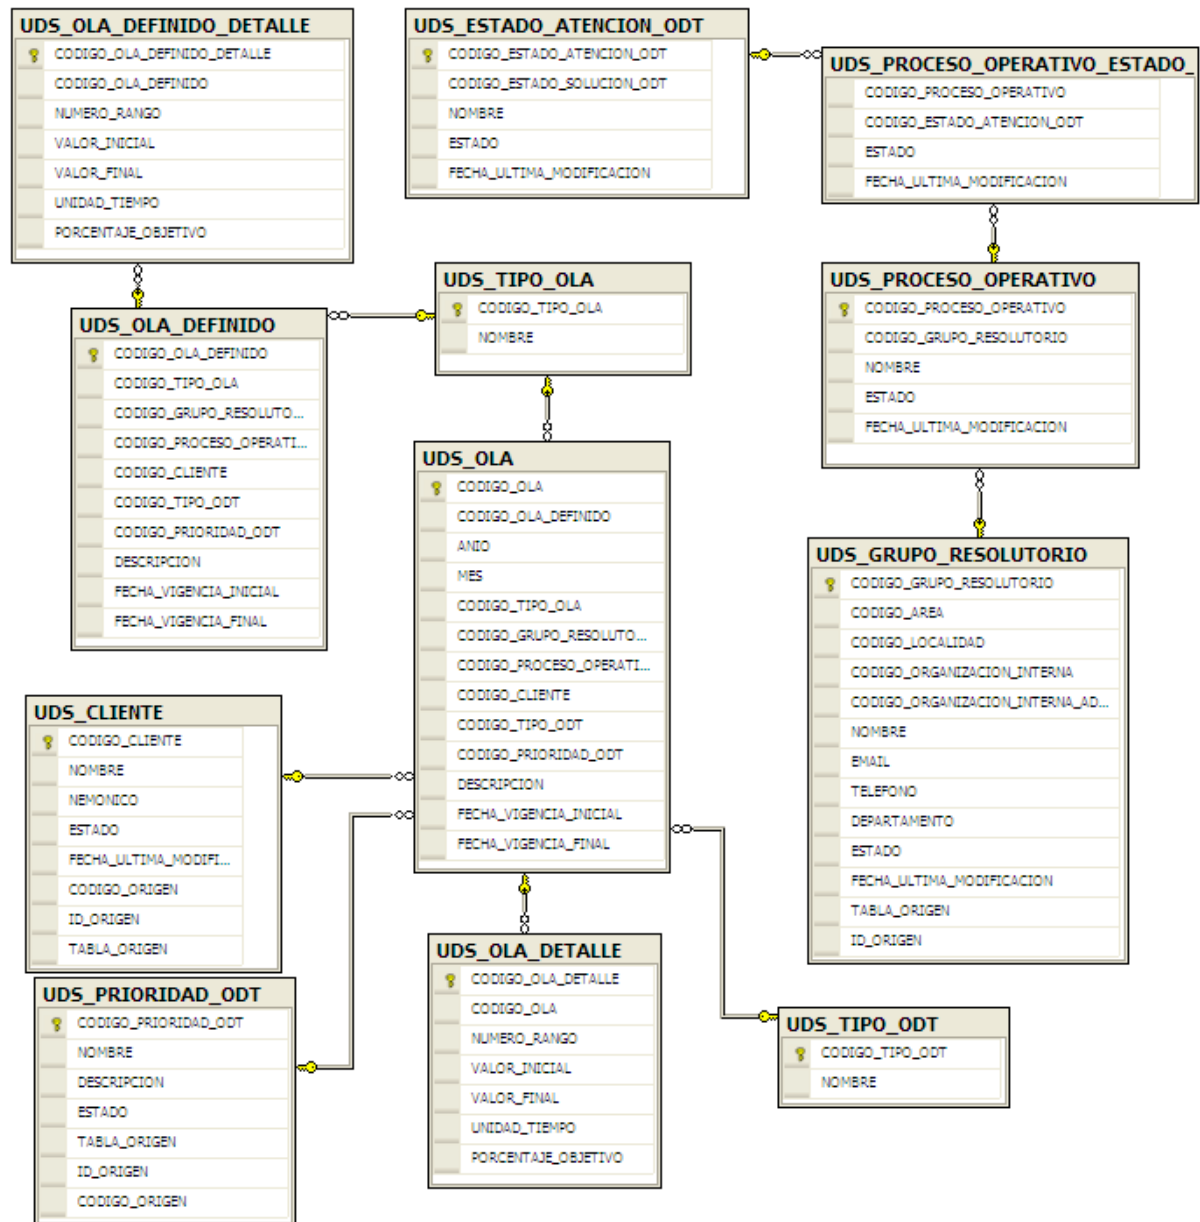 UDS_OLA_DEFINIDO_DETALLE
CODIGO_OLA_DEFINIDO_DETALLE
CODIGO_OLA_DEFINIDO
NUMERO_RANGO
VALOR_INICIAL
VALOR_FINAL
UNIDAD_TIEMPO
PORCENTAJE_OBJETIVO
UDS_ESTADO_ATENCION_ODT
CODIGO_ESTADO_ATENCION_ODT
CODIGO_ESTADO_SOLUCION_ODT
NOMBRE
ESTADO
FECHA_ULTIMA_MODIFICACION
UDS_PROCESO_OPERATIVO_ESTADO_
CODIGO_PROCESO_OPERATIVO
CODIGO_ESTADO_ATENCION_ODT
ESTADO
FECHA_ULTIMA_MODIFICACION
UDS_TIPO_OLA
CODIGO_TIPO_OLA
NOMBRE
UDS_PROCESO_OPERATIVO
CODIGO_PROCESO_OPERATIVO
CODIGO_GRUPO_RESOLUTORIO
NOMBRE
ESTADO
FECHA_ULTIMA_MODIFICACION
UDS_OLA_DEFINIDO
CODIGO_OLA_DEFINIDO
CODIGO_TIPO_OLA
CODIGO_GRUPO_RESOLUTO...
CODIGO_PROCESO_OPERATI...
CODIGO_CLIENTE
CODIGO_TIPO_ODT
CODIGO_PRIORIDAD_ODT
DESCRIPCION
FECHA_VIGENCIA_INICIAL
FECHA_VIGENCIA_FINAL
UDS_OLA
CODIGO_OLA
CODIGO_OLA_DEFINIDO
ANIO
MES
CODIGO_TIPO_OLA
CODIGO_GRUPO_RESOLUTO...
CODIGO_PROCESO_OPERATI...
CODIGO_CLIENTE
CODIGO_TIPO_ODT
CODIGO_PRIORIDAD_ODT
DESCRIPCION
FECHA_VIGENCIA_INICIAL
FECHA_VIGENCIA_FINAL
UDS_GRUPO_RESOLUTORIO
CODIGO_GRUPO_RESOLUTORIO
CODIGO_AREA
CODIGO_LOCALIDAD
CODIGO_ORGANIZACION_INTERNA
CODIGO_ORGANIZACION_INTERNA_AD...
NOMBRE
EMAIL
TELEFONO
DEPARTAMENTO
ESTADO
FECHA_ULTIMA_MODIFICACION
TABLA_ORIGEN
ID_ORIGEN
UDS_CLIENTE
CODIGO_CLIENTE
NOMBRE
NEMONICO
ESTADO
FECHA_ULTIMA_MODIFI...
CODIGO_ORIGEN
ID_ORIGEN
TABLA_ORIGEN
UDS_OLA_DETALLE
CODIGO_OLA_DETALLE
CODIGO_OLA
NUMERO_RANGO
VALOR_INICIAL
VALOR_FINAL
UNIDAD_TIEMPO
PORCENTAJE_OBJETIVO
UDS_PRIORIDAD_ODT
CODIGO_PRIORIDAD_ODT
NOMBRE
DESCRIPCION
ESTADO
TABLA_ORIGEN
ID_ORIGEN
CODIGO_ORIGEN
UDS_TIPO_ODT
CODIGO_TIPO_ODT
NOMBRE